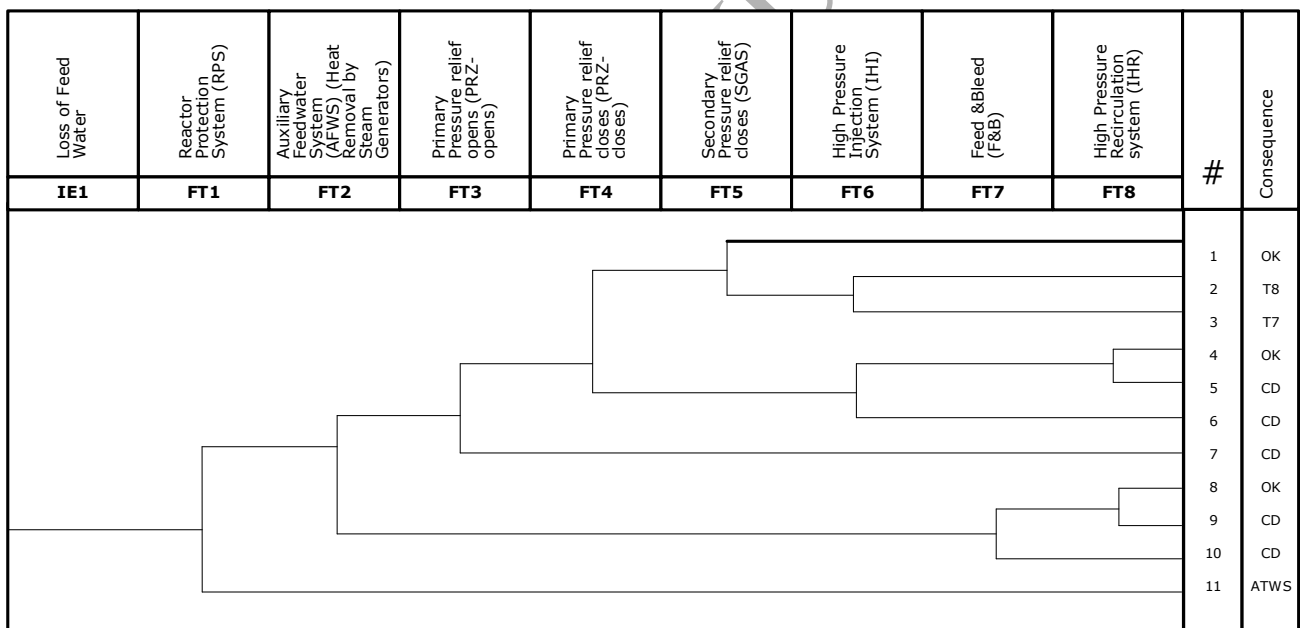 Loss of Feed
Water
Reactor
Protection
System (RPS)
Auxiliary
Feedwater
System
(AFWS) (Heat
Removal by
Steam
Generators)
Primary
Pressure relief
opens (PRZ-
opens)
Primary
Pressure relief
closes (PRZ-
closes)
Secondary
Pressure relief
closes (SGAS)
High Pressure
Injection
System (IHI)
Feed &Bleed
(F&B)
High Pressure
Recirculation
system (IHR)
#
Consequence
IE1 FT1 FT2 FT3 FT4 FT5 FT6 FT7 FT8
1 OK
2 T8
3 T7
4 OK
5 CD
6 CD
7 CD
8 OK
9 CD
10 CD
11 ATWS